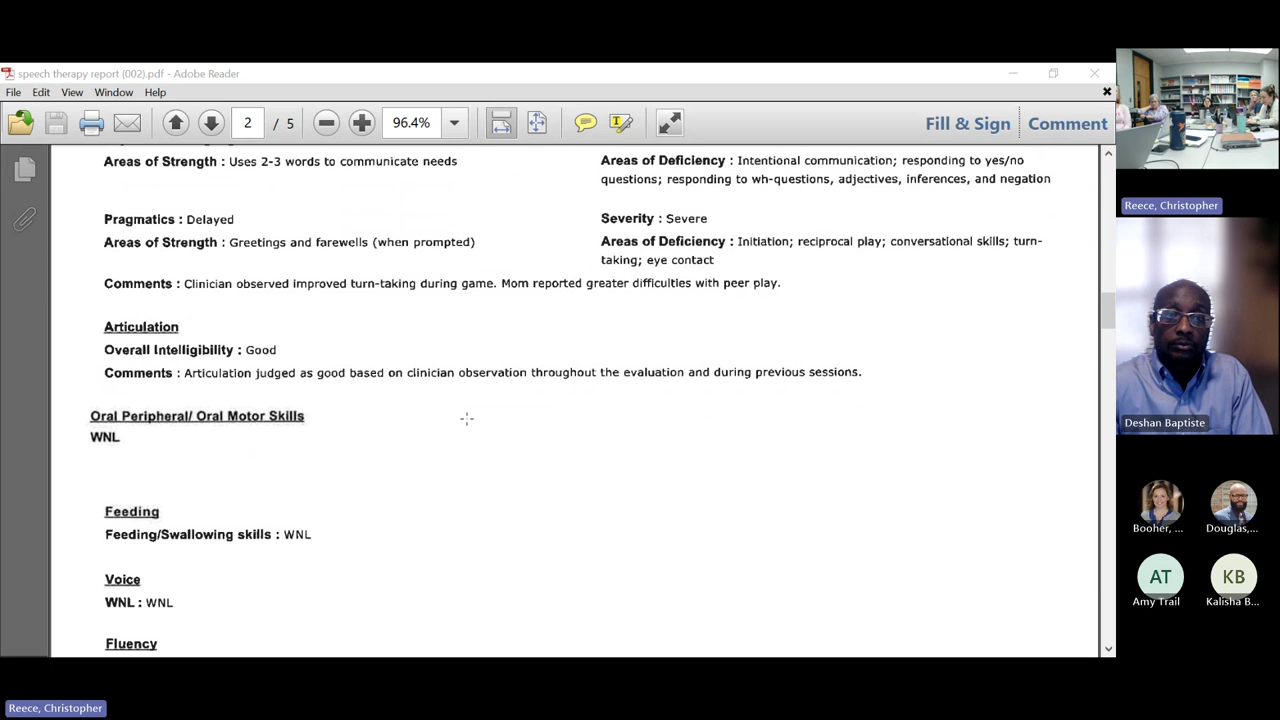 speech therapy report (002).pdf - Adobe Reader
File Edit View Window Help
2 / 5 96.4% Fill & Sign Comment
Areas of Strength : Uses 2-3 words to communicate needs
Areas of Deficiency : Intentional communication; responding to yes/no
questions; responding to wh-questions, adjectives, inferences, and negation
Pragmatics : Delayed
Severity : Severe
Areas of Strength : Greetings and farewells (when prompted)
Areas of Deficiency : Initiation; reciprocal play; conversational skills; turn-
taking; eye contact
Comments : Clinician observed improved turn-taking during game. Mom reported greater difficulties with peer play.
Articulation
Overall Intelligibility : Good
Comments : Articulation judged as good based on clinician observation throughout the evaluation and during previous sessions.
Oral Peripheral/ Oral Motor Skills
WNL
Feeding
Feeding/Swallowing skills : WNL
Voice
WNL : WNL
Fluency
Reece, Christopher
Deshan Baptiste
Booher, ... Douglas,...
AT KB
Amy Trail Kalisha B...
Reece, Christopher